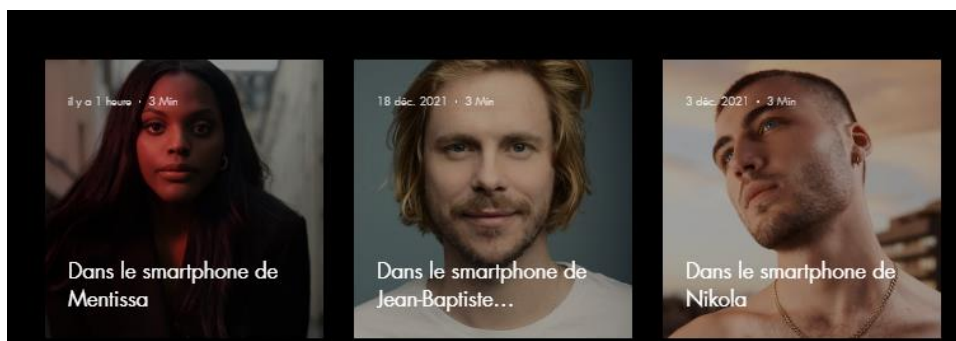 il y a 1 heure · 3 Min
Dans le smartphone de
Mentissa
18 déc. 2021 · 3 Min
Dans le smartphone de
Jean-Baptiste...
3 déc. 2021 · 3 Min
Dans le smartphone de
Nikola